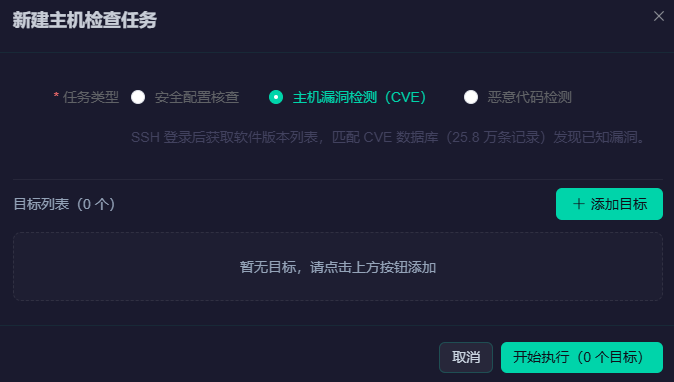 新建主机检查任务
* 任务类型 安全配置核查 主机漏洞检测（CVE） 恶意代码检测
SSH 登录后获取软件版本列表，匹配 CVE 数据库（25.8 万条记录）发现已知漏洞。
目标列表（0 个） + 添加目标
暂无目标，请点击上方按钮添加
取消 开始执行（0 个目标）